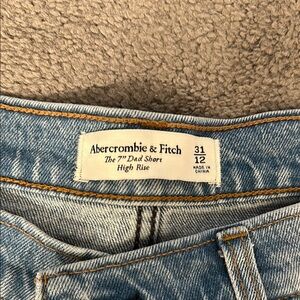 Abercrombie & Fitch
The 7" Dad Short
High Rise
31
12
MADE IN
CHINA